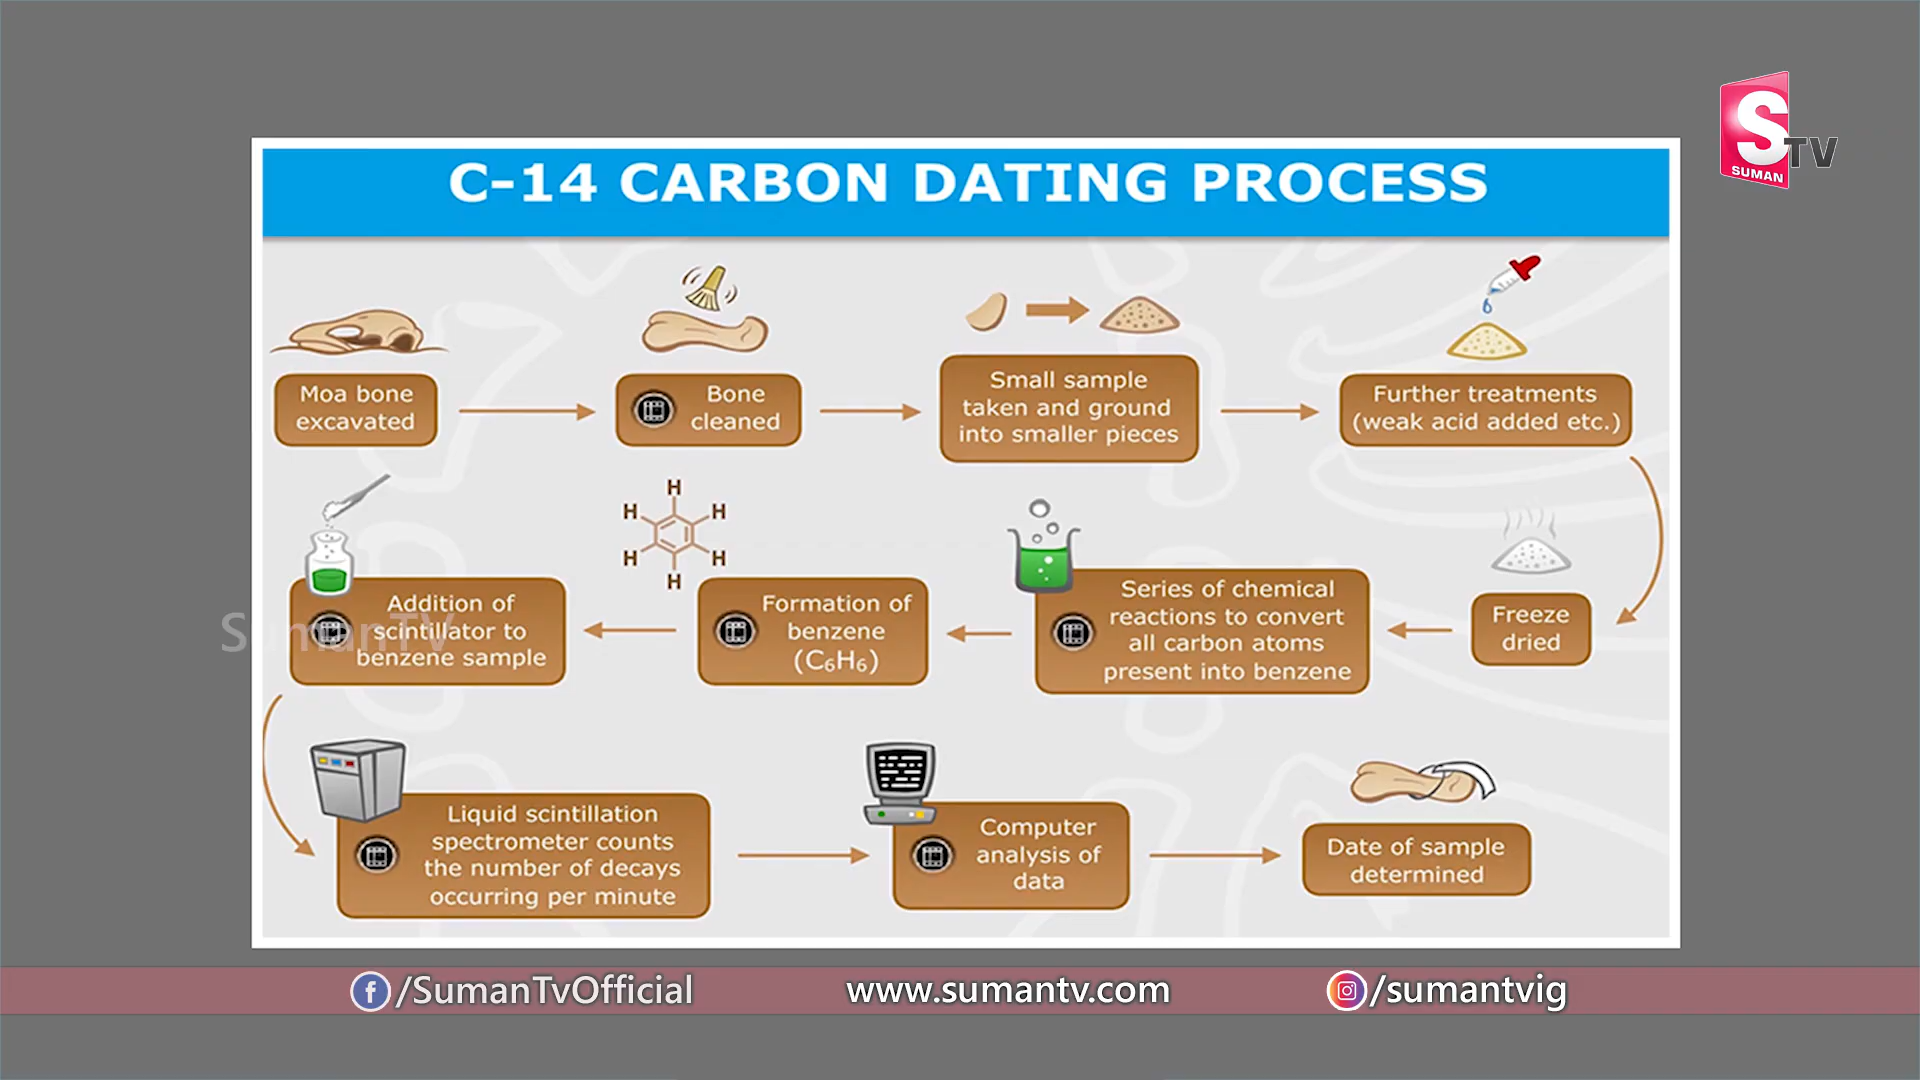 S
TV
SUMAN
C-14 CARBON DATING PROCESS
Moa bone
excavated
Bone
cleaned
Small sample
taken and ground
into smaller pieces
Further treatments
(weak acid added etc.)
Freeze
dried
Series of chemical
reactions to convert
all carbon atoms
present into benzene
H
H
H
H
H
H
Formation of
benzene
(C₆H₆)
Addition of
scintillator to
benzene sample
SumanTV
Liquid scintillation
spectrometer counts
the number of decays
occurring per minute
Computer
analysis of
data
Date of sample
determined
f /SumanTvOfficial
www.sumantv.com
/sumantvig